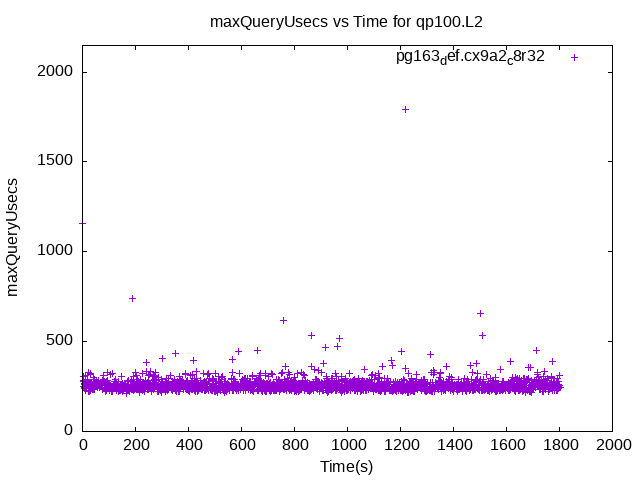 maxQueryUsecs vs Time for qp100.L2
pg163def.cx9a2c8r32
2000
1500
1000
500
0
maxQueryUsecs
0 200 400 600 800 1000 1200 1400 1600 1800 2000
Time(s)